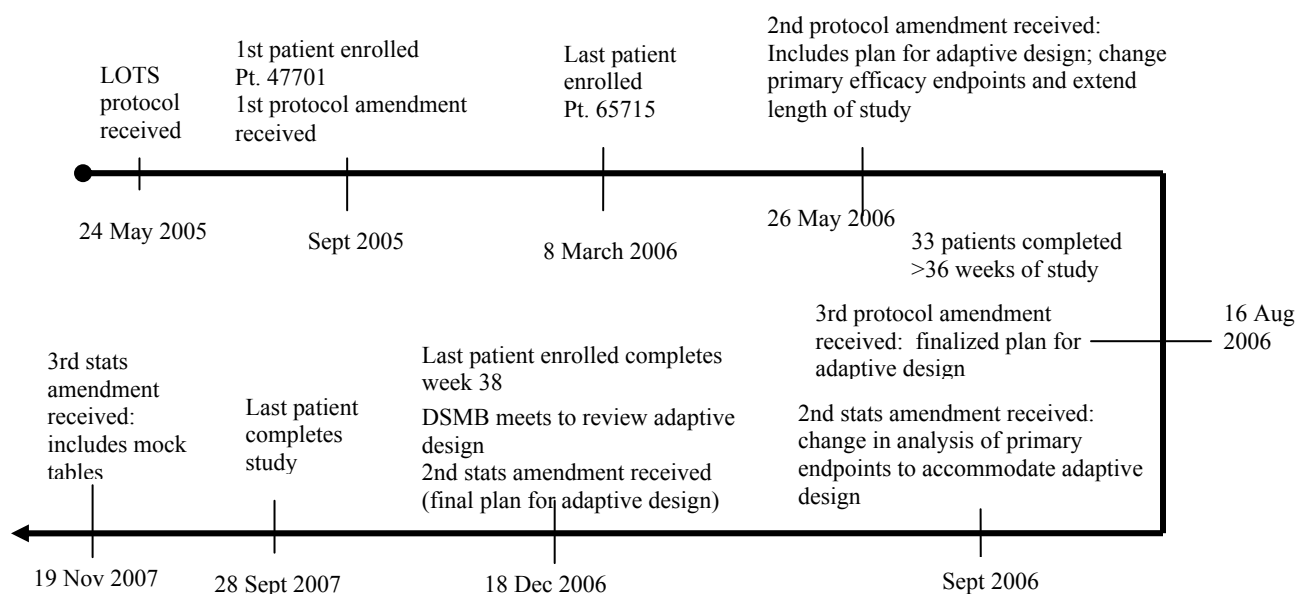 LOTS
protocol
received
24 May 2005
1st patient enrolled
Pt. 47701
1st protocol amendment
received
Sept 2005
Last patient
enrolled
Pt. 65715
8 March 2006
2nd protocol amendment received:
Includes plan for adaptive design; change
primary efficacy endpoints and extend
length of study
26 May 2006
33 patients completed
>36 weeks of study
3rd protocol amendment
received:  finalized plan for
adaptive design
16 Aug
2006
2nd stats amendment received:
change in analysis of primary
endpoints to accommodate adaptive
design
Sept 2006
Last patient enrolled completes
week 38
DSMB meets to review adaptive
design
2nd stats amendment received
(final plan for adaptive design)
18 Dec 2006
Last patient
completes
study
28 Sept 2007
3rd stats
amendment
received:
includes mock
tables
19 Nov 2007